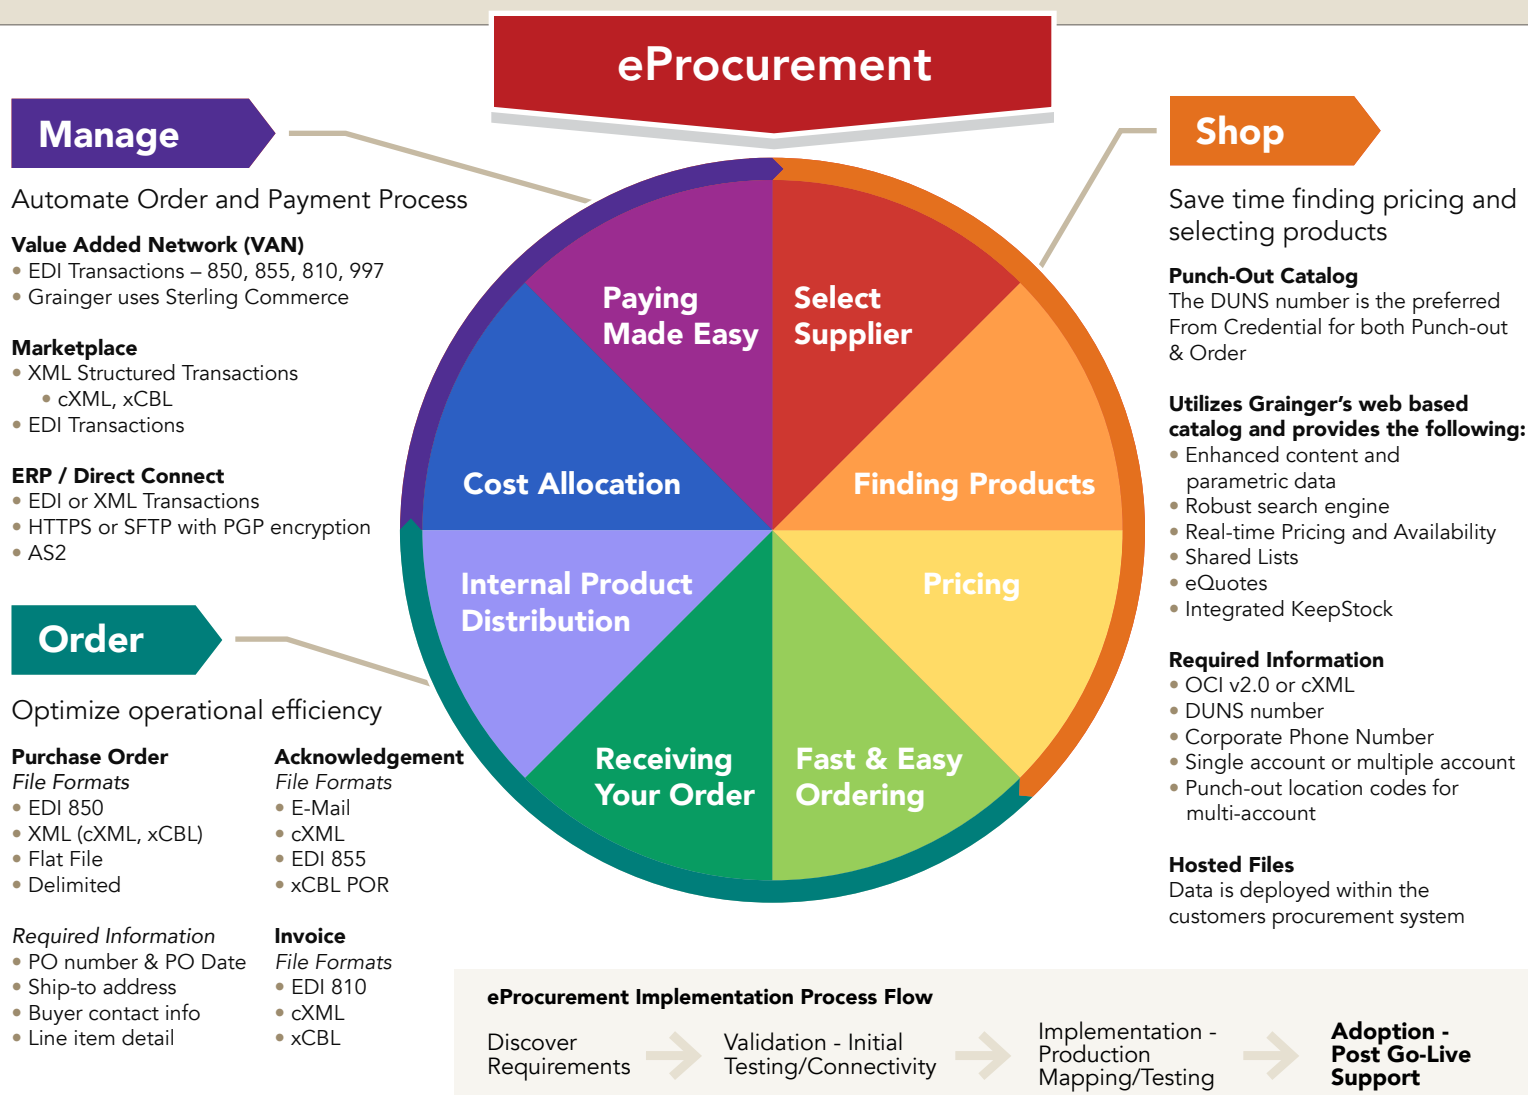 eProcurement
Manage
Automate Order and Payment Process
Value Added Network (VAN)
• EDI Transactions – 850, 855, 810, 997
• Grainger uses Sterling Commerce
Marketplace
• XML Structured Transactions
• cXML, xCBL
• EDI Transactions
ERP / Direct Connect
• EDI or XML Transactions
• HTTPS or SFTP with PGP encryption
• AS2
Order
Optimize operational efficiency
Purchase Order
File Formats
• EDI 850
• XML (cXML, xCBL)
• Flat File
• Delimited
Required Information
• PO number & PO Date
• Ship-to address
• Buyer contact info
• Line item detail
Acknowledgement
File Formats
• E-Mail
• cXML
• EDI 855
• xCBL POR
Invoice
File Formats
• EDI 810
• cXML
• xCBL
Paying
Made Easy
Select
Supplier
Cost Allocation
Finding Products
Internal Product
Distribution
Pricing
Receiving
Your Order
Fast & Easy
Ordering
Shop
Save time finding pricing and
selecting products
Punch-Out Catalog
The DUNS number is the preferred
From Credential for both Punch-out
& Order
Utilizes Grainger’s web based
catalog and provides the following:
• Enhanced content and
parametric data
• Robust search engine
• Real-time Pricing and Availability
• Shared Lists
• eQuotes
• Integrated KeepStock
Required Information
• OCI v2.0 or cXML
• DUNS number
• Corporate Phone Number
• Single account or multiple account
• Punch-out location codes for
multi-account
Hosted Files
Data is deployed within the
customers procurement system
eProcurement Implementation Process Flow
Discover
Requirements
Validation - Initial
Testing/Connectivity
Implementation -
Production
Mapping/Testing
Adoption -
Post Go-Live
Support